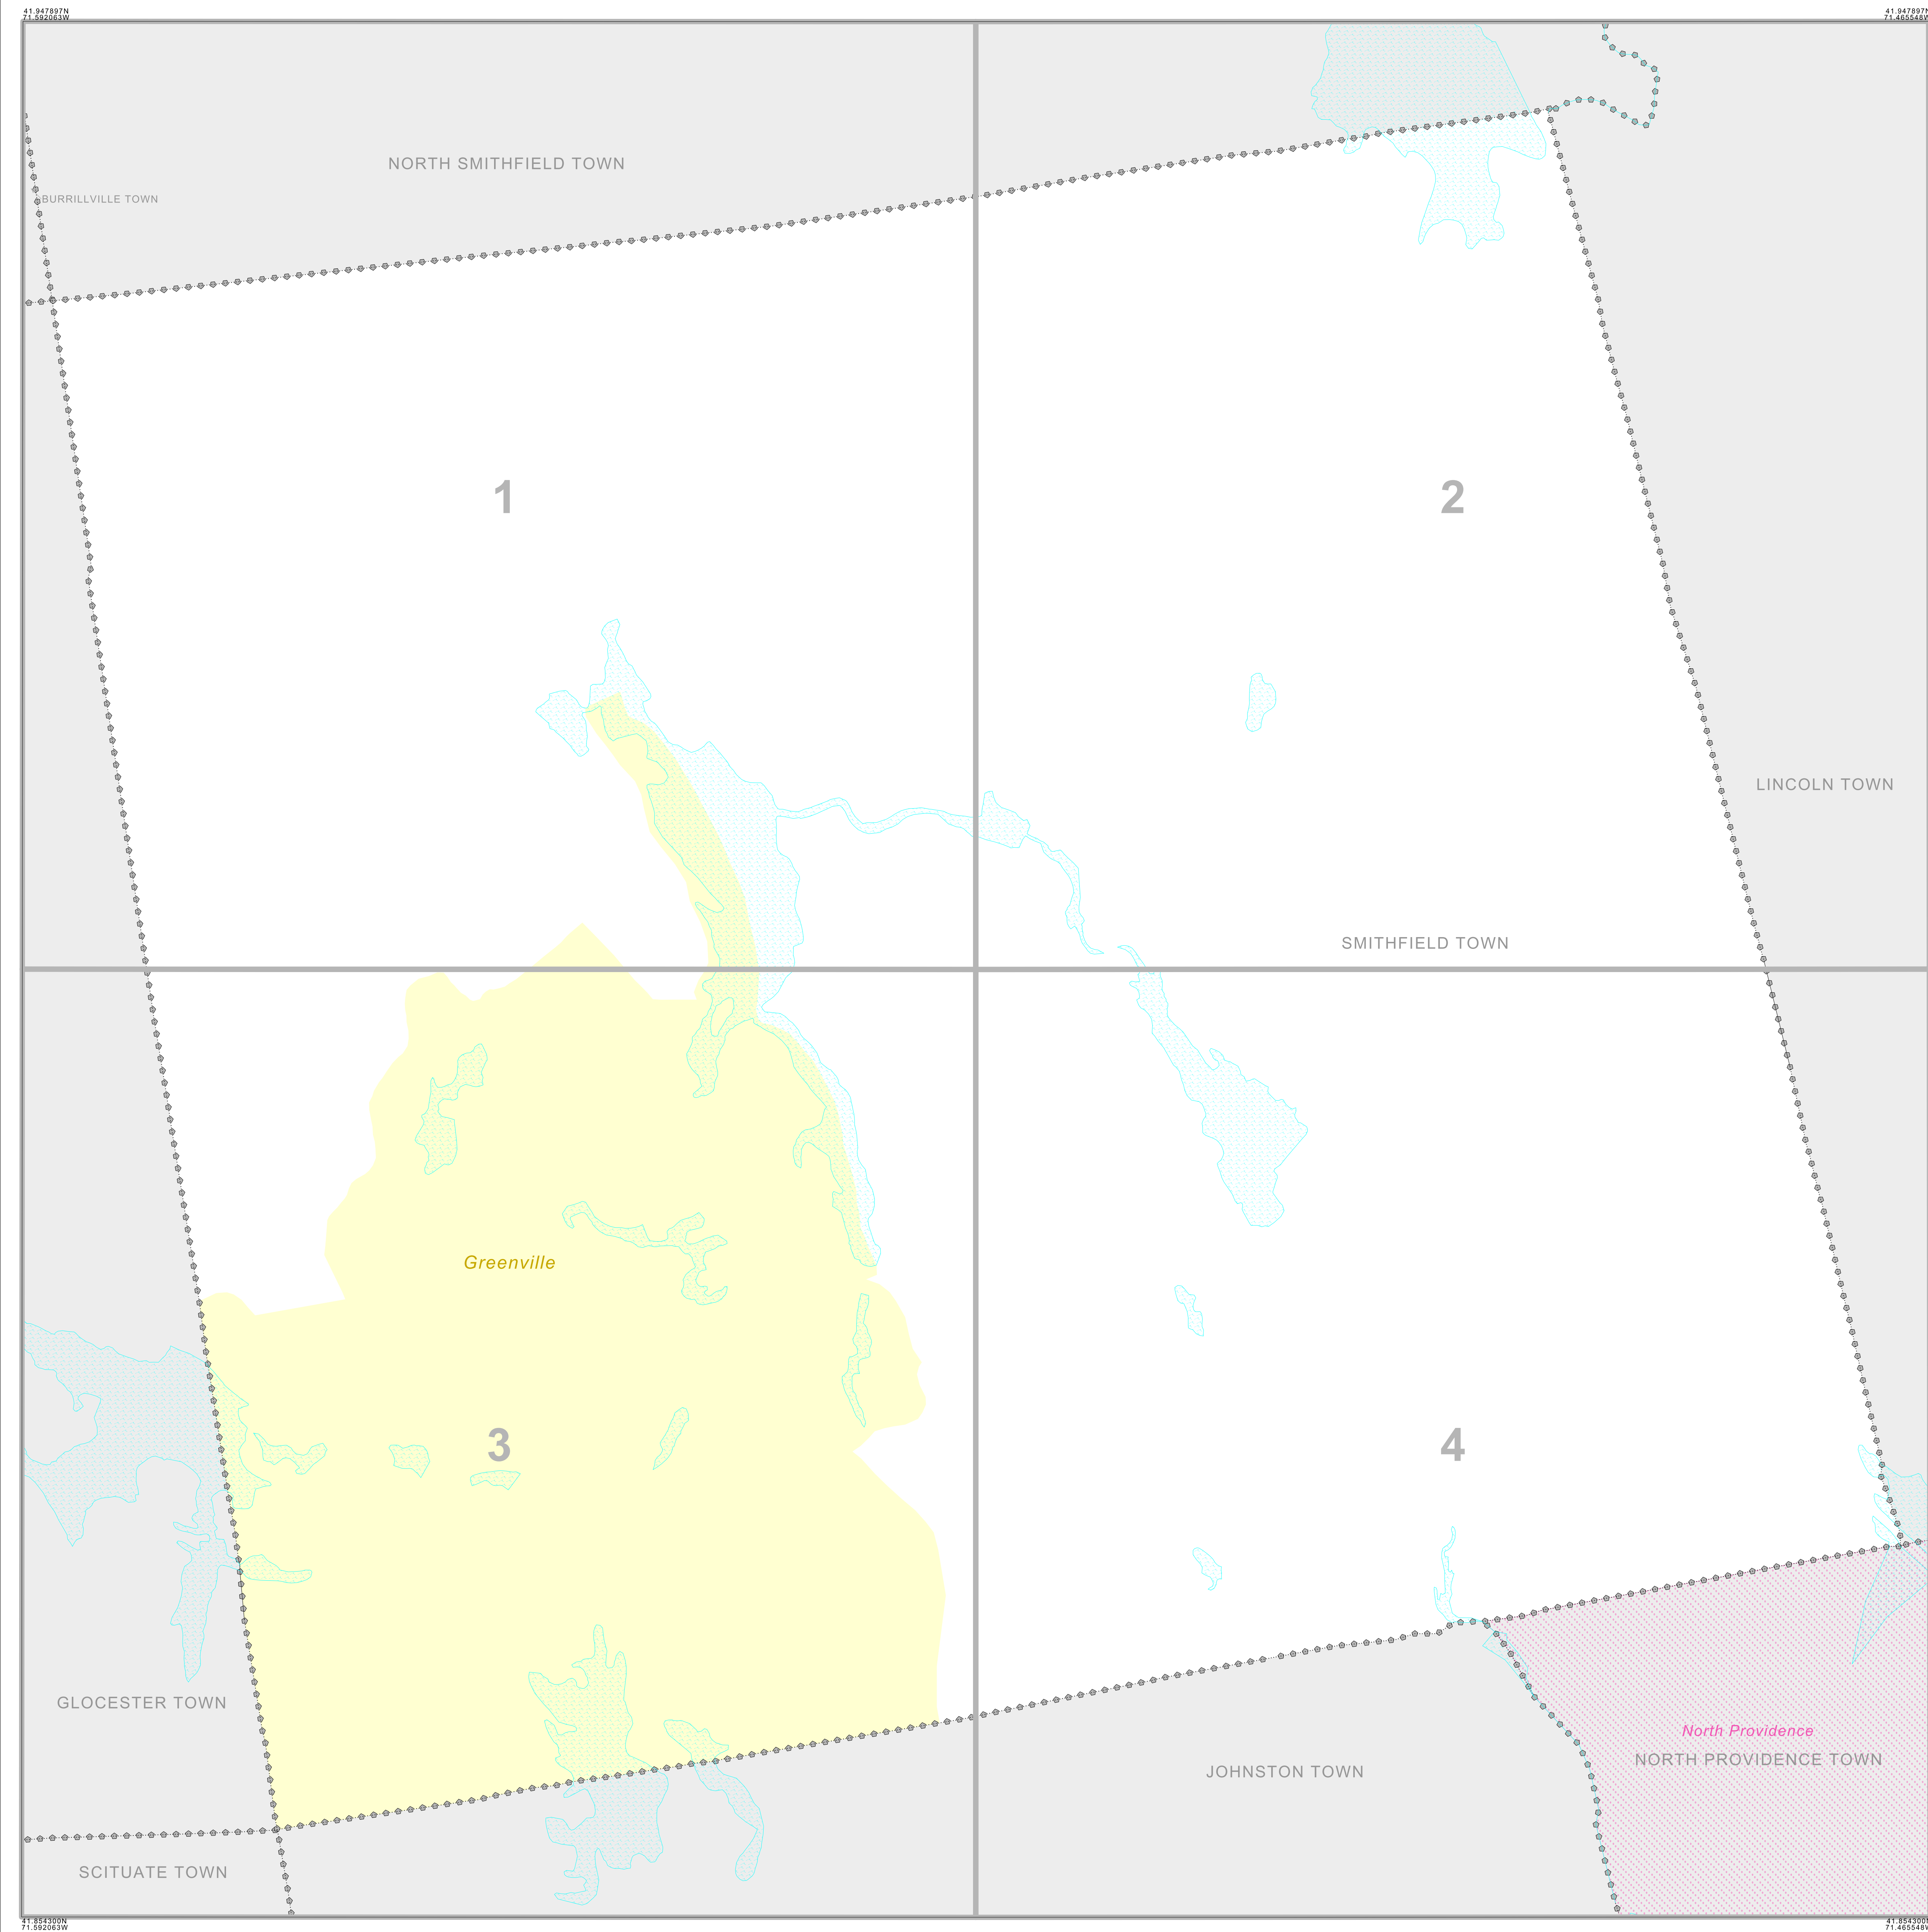 41.947897N
71.592063W
41.947897N
71.465548W
NORTH SMITHFIELD TOWN
BURRILLVILLE TOWN
1
2
LINCOLN TOWN
SMITHFIELD TOWN
Greenville
3
4
GLOCESTER TOWN
North Providence
NORTH PROVIDENCE TOWN
JOHNSTON TOWN
SCITUATE TOWN
41.854300N
71.592063W
41.854300N
71.465548W